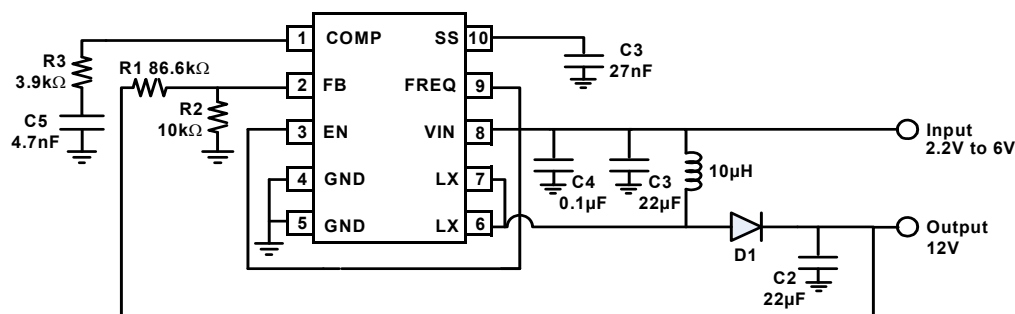 R3
3.9kΩ
C5
4.7nF
R1 86.6kΩ
R2
10kΩ
1 COMP SS 10
2 FB FREQ 9
3 EN VIN 8
4 GND LX 7
5 GND LX 6
C3
27nF
C4
0.1µF
C3
22µF
10µH
Input
2.2V to 6V
D1
C2
22µF
Output
12V